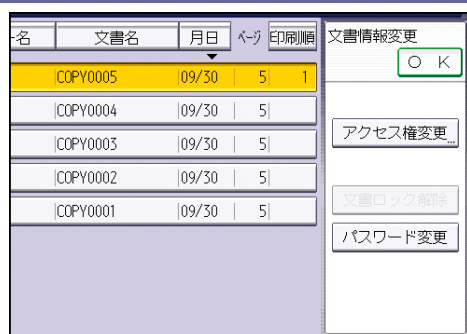 名 文書名 月日 ページ 印刷順 文書情報変更
OK
COPY0005 09/30 5 1
COPY0004 09/30 5
アクセス権変更...
COPY0003 09/30 5
COPY0002 09/30 5
文書ロック解除
COPY0001 09/30 5
パスワード変更